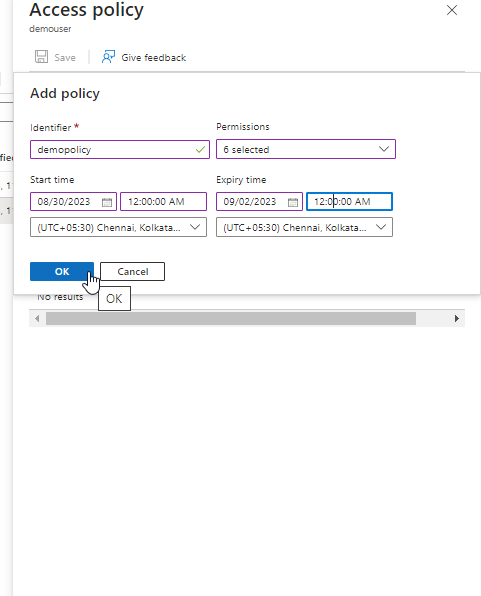 Access policy
demouser
Save Give feedback
Add policy
Identifier * Permissions
demopolicy 6 selected
Start time Expiry time
08/30/2023 12:00:00 AM 09/02/2023 12:00:00 AM
(UTC+05:30) Chennai, Kolkata... (UTC+05:30) Chennai, Kolkata...
OK Cancel
No results
OK